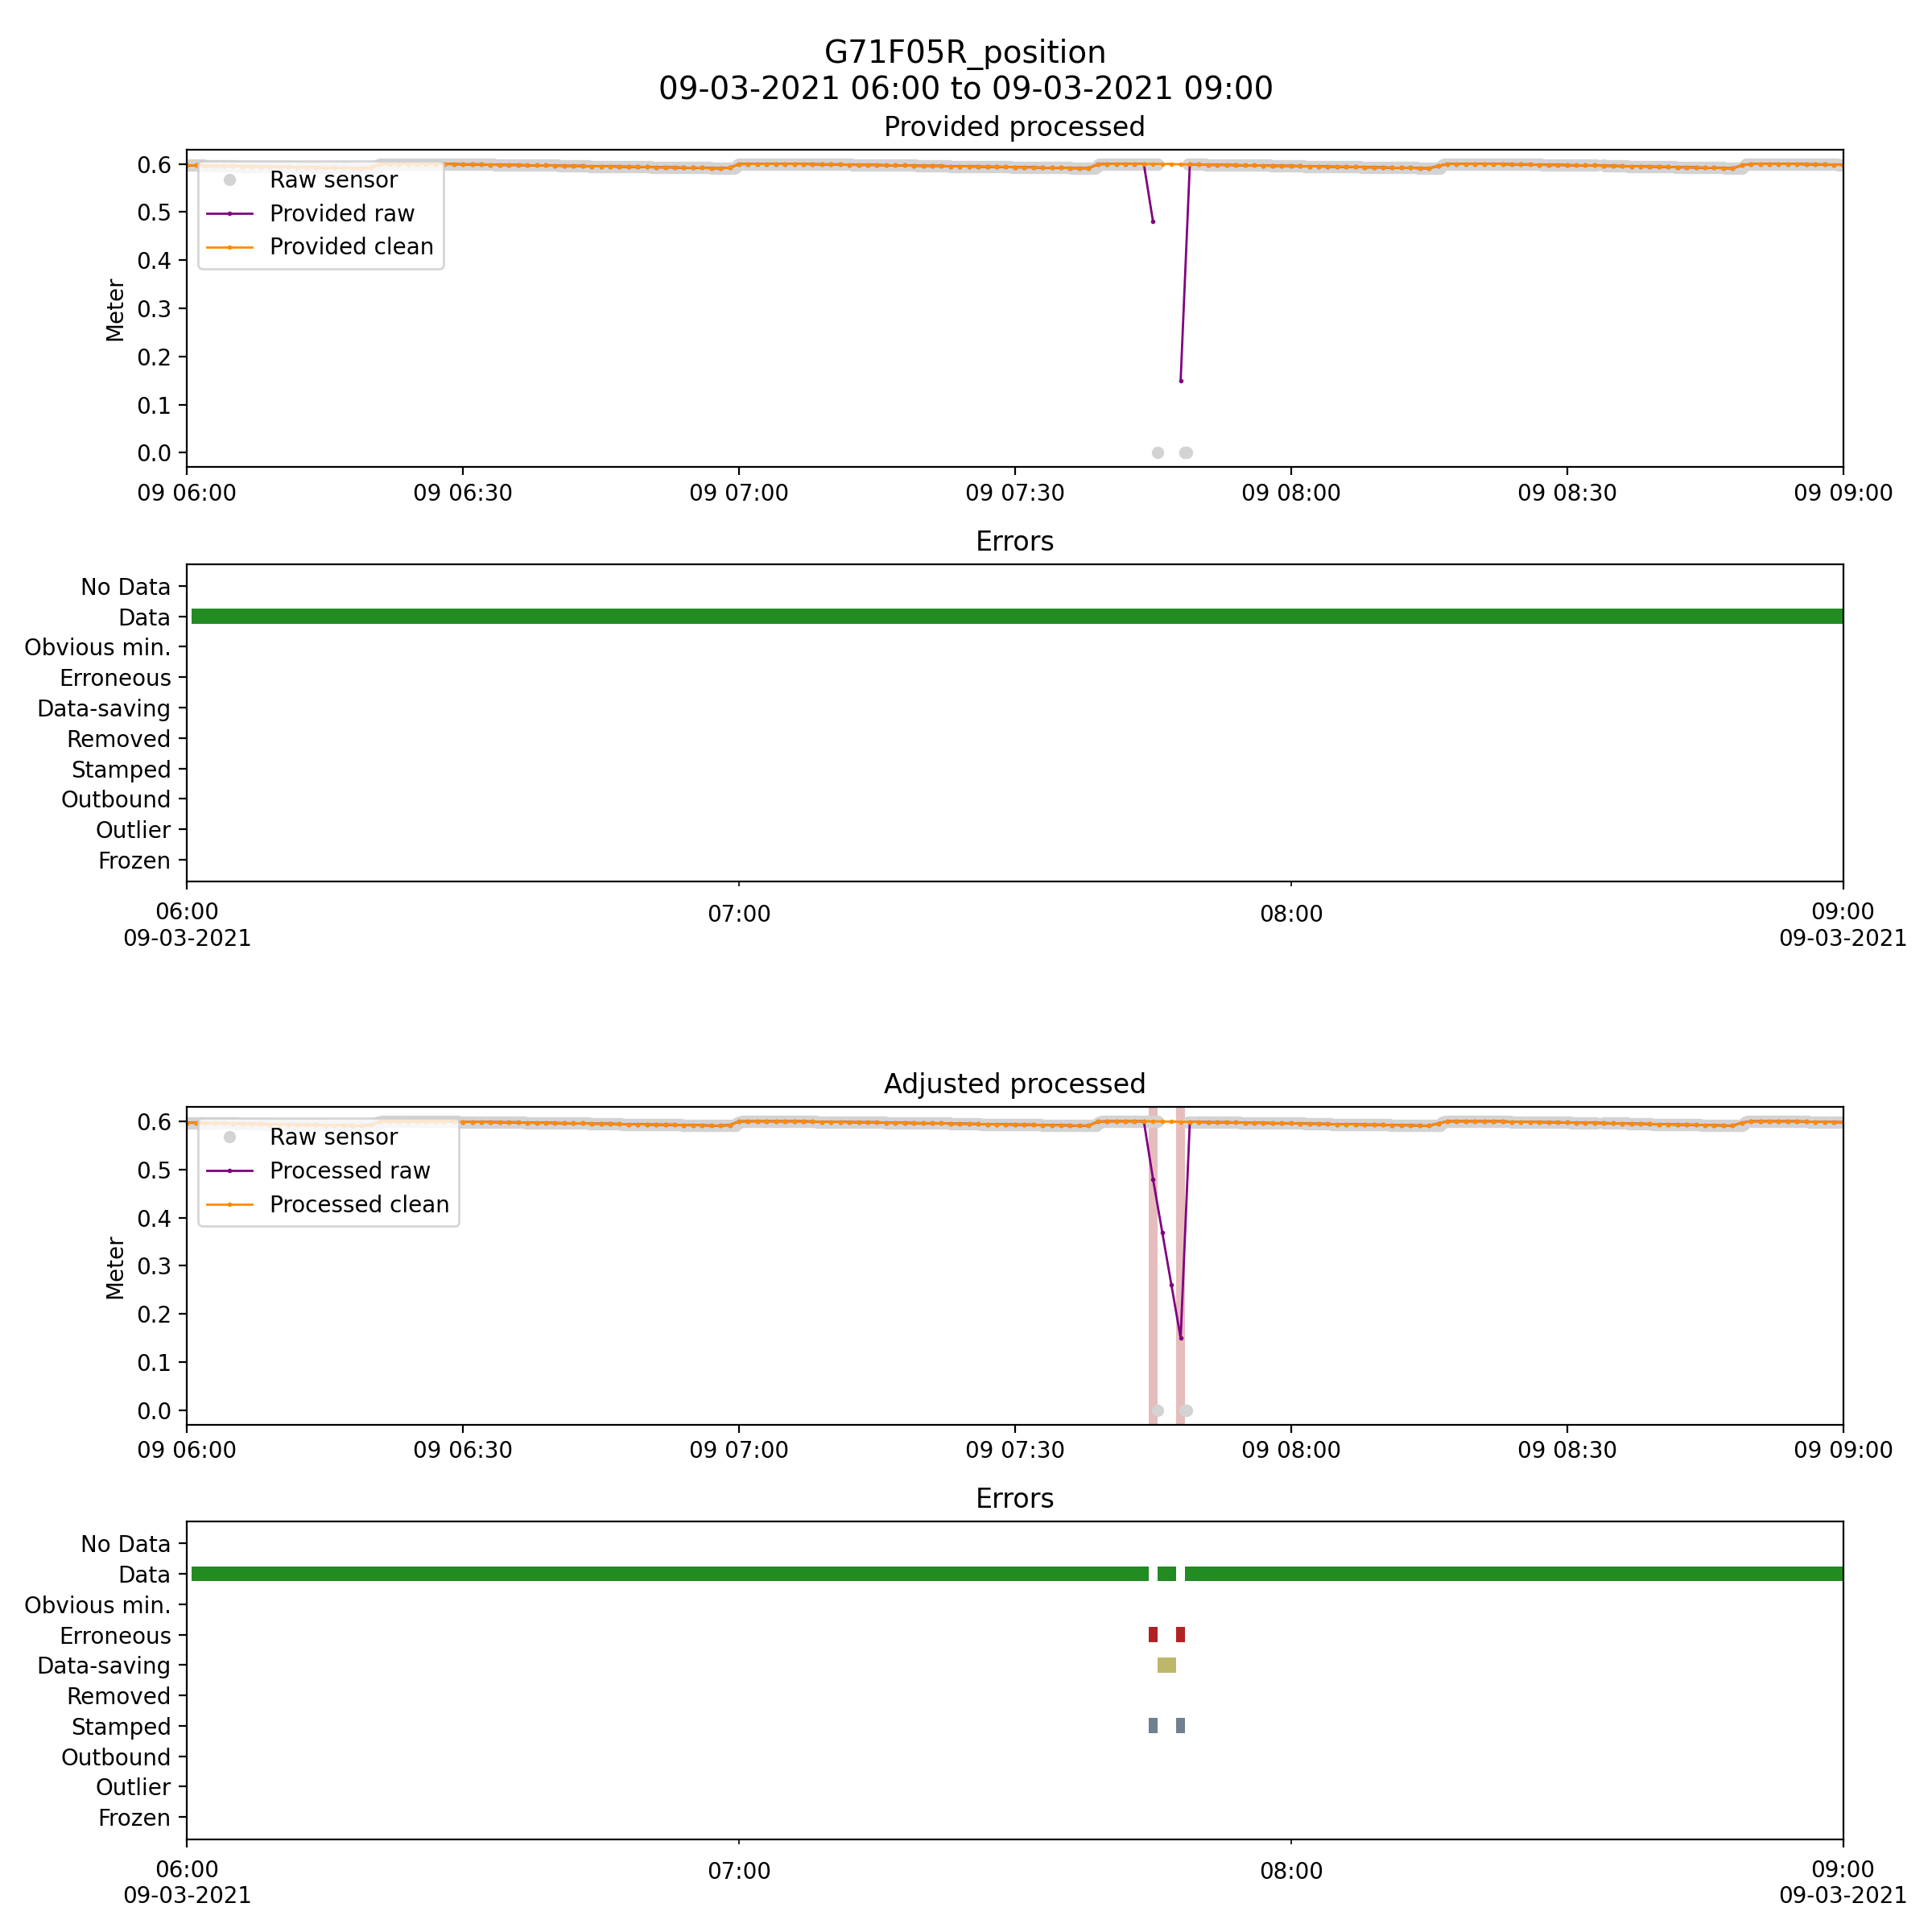 G71F05R_position
09-03-2021 06:00 to 09-03-2021 09:00
Provided processed
Meter
0.6
0.5
0.4
0.3
0.2
0.1
0.0
Raw sensor
Provided raw
Provided clean
09 06:00 09 06:30 09 07:00 09 07:30 09 08:00 09 08:30 09 09:00
Errors
No Data
Data
Obvious min.
Erroneous
Data-saving
Removed
Stamped
Outbound
Outlier
Frozen
06:00 07:00 08:00 09:00
09-03-2021 09-03-2021
Adjusted processed
Meter
0.6
0.5
0.4
0.3
0.2
0.1
0.0
Raw sensor
Processed raw
Processed clean
09 06:00 09 06:30 09 07:00 09 07:30 09 08:00 09 08:30 09 09:00
Errors
No Data
Data
Obvious min.
Erroneous
Data-saving
Removed
Stamped
Outbound
Outlier
Frozen
06:00 07:00 08:00 09:00
09-03-2021 09-03-2021